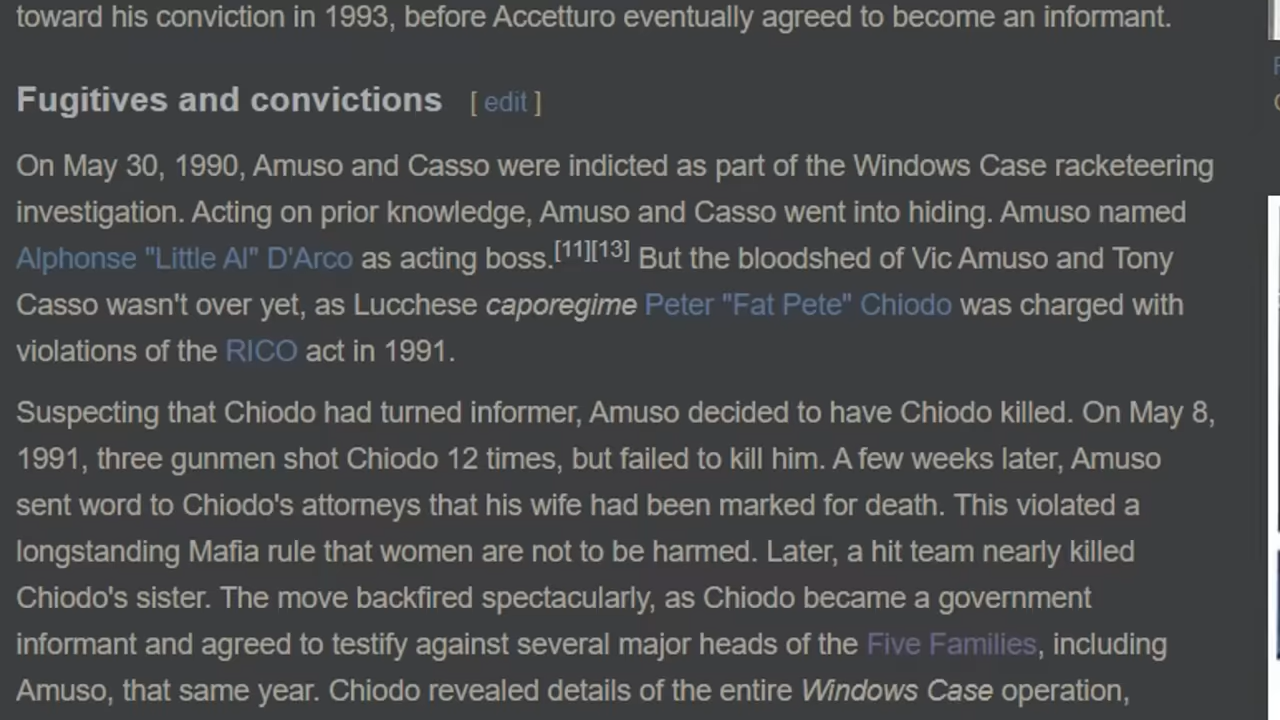 toward his conviction in 1993, before Accetturo eventually agreed to become an informant.
Fugitives and convictions [ edit ]
On May 30, 1990, Amuso and Casso were indicted as part of the Windows Case racketeering
investigation. Acting on prior knowledge, Amuso and Casso went into hiding. Amuso named
Alphonse "Little Al" D'Arco as acting boss.[11][13] But the bloodshed of Vic Amuso and Tony
Casso wasn't over yet, as Lucchese caporegime Peter "Fat Pete" Chiodo was charged with
violations of the RICO act in 1991.
Suspecting that Chiodo had turned informer, Amuso decided to have Chiodo killed. On May 8,
1991, three gunmen shot Chiodo 12 times, but failed to kill him. A few weeks later, Amuso
sent word to Chiodo's attorneys that his wife had been marked for death. This violated a
longstanding Mafia rule that women are not to be harmed. Later, a hit team nearly killed
Chiodo's sister. The move backfired spectacularly, as Chiodo became a government
informant and agreed to testify against several major heads of the Five Families, including
Amuso, that same year. Chiodo revealed details of the entire Windows Case operation,